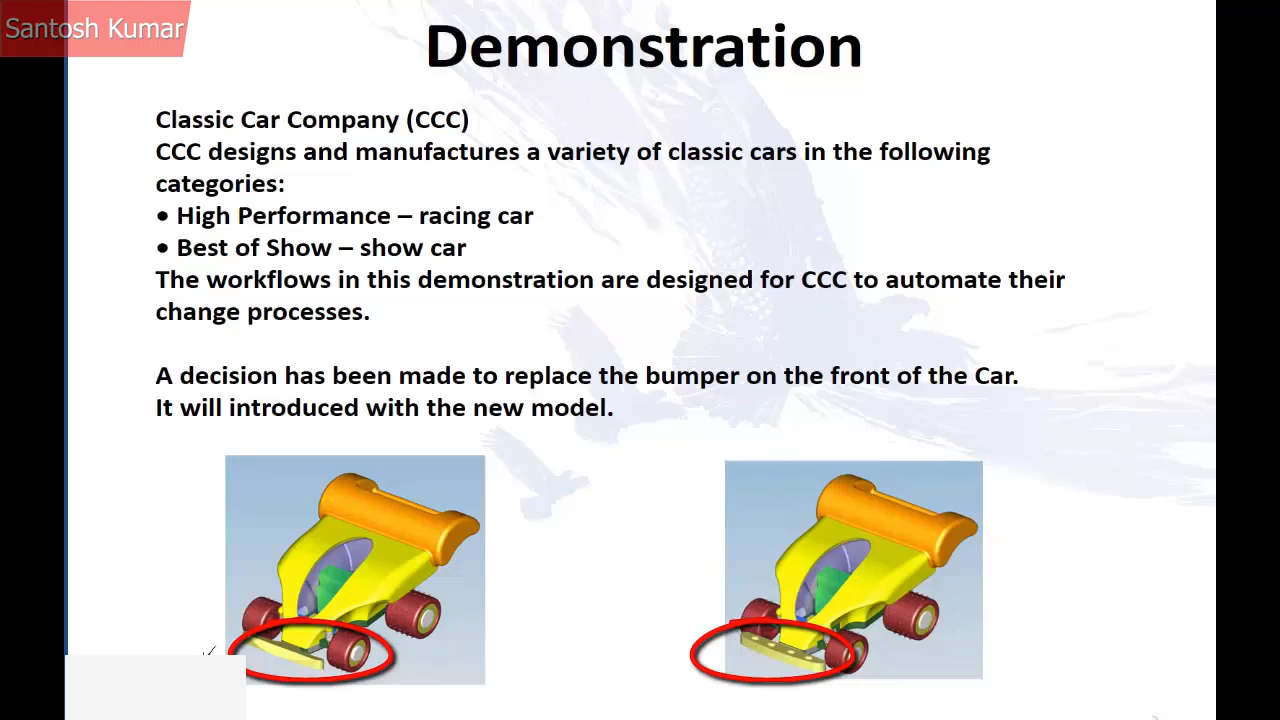 Santosh Kumar
Demonstration
Classic Car Company (CCC)
CCC designs and manufactures a variety of classic cars in the following
categories:
• High Performance – racing car
• Best of Show – show car
The workflows in this demonstration are designed for CCC to automate their
change processes.
A decision has been made to replace the bumper on the front of the Car.
It will introduced with the new model.